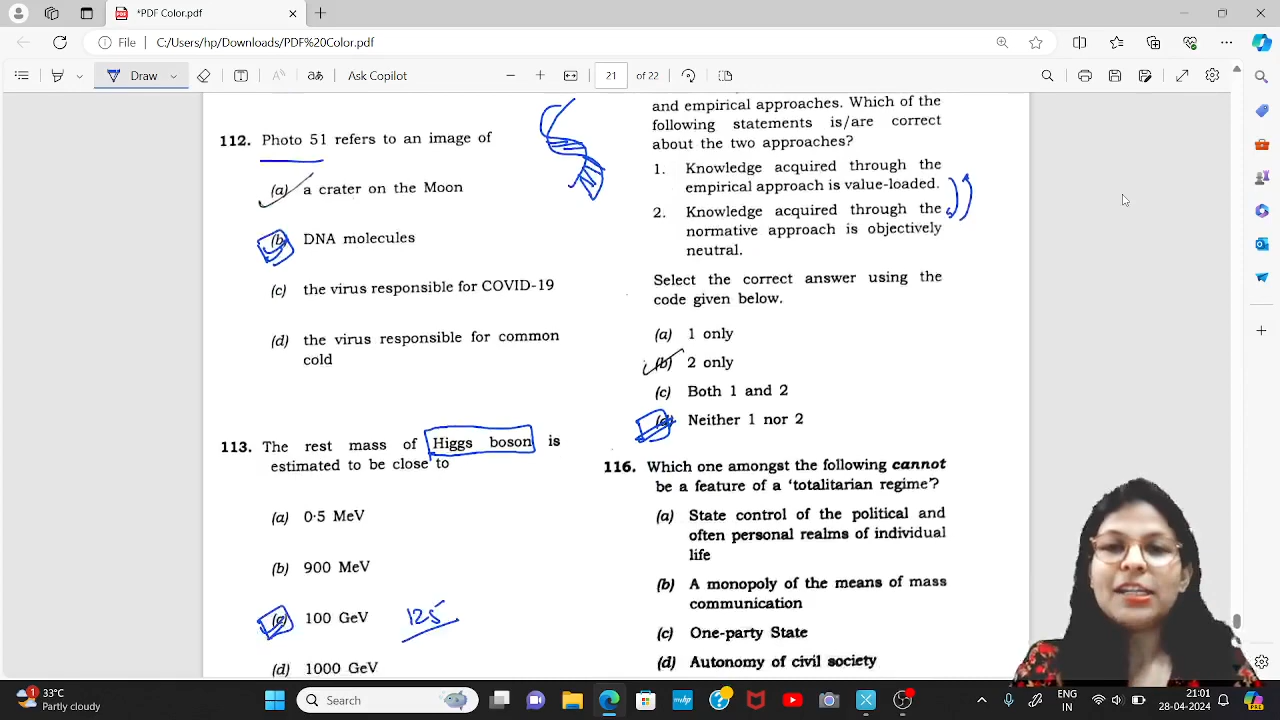 *PDF Color.pdf
File
C:/Users/hp/Downloads/PDF%20Color.pdf
Draw
Ask Copilot
21
of 22
112. Photo 51 refers to an image of
(a) a crater on the Moon
(b) DNA molecules
(c) the virus responsible for COVID-19
(d) the virus responsible for common
cold
113. The rest mass of Higgs boson is
estimated to be close to
(a) 0·5 MeV
(b) 900 MeV
(c) 100 GeV 125
(d) 1000 GeV
and empirical approaches. Which of the
following statements is/are correct
about the two approaches?
1. Knowledge acquired through the
empirical approach is value-loaded.
2. Knowledge acquired through the
normative approach is objectively
neutral.
Select the correct answer using the
code given below.
(a) 1 only
(b) 2 only
(c) Both 1 and 2
(d) Neither 1 nor 2
116. Which one amongst the following cannot
be a feature of a ‘totalitarian regime’?
(a) State control of the political and
often personal realms of individual
life
(b) A monopoly of the means of mass
communication
(c) One-party State
(d) Autonomy of civil society
33°C
Partly cloudy
Search
ENG
IN
21:01
28-04-2024